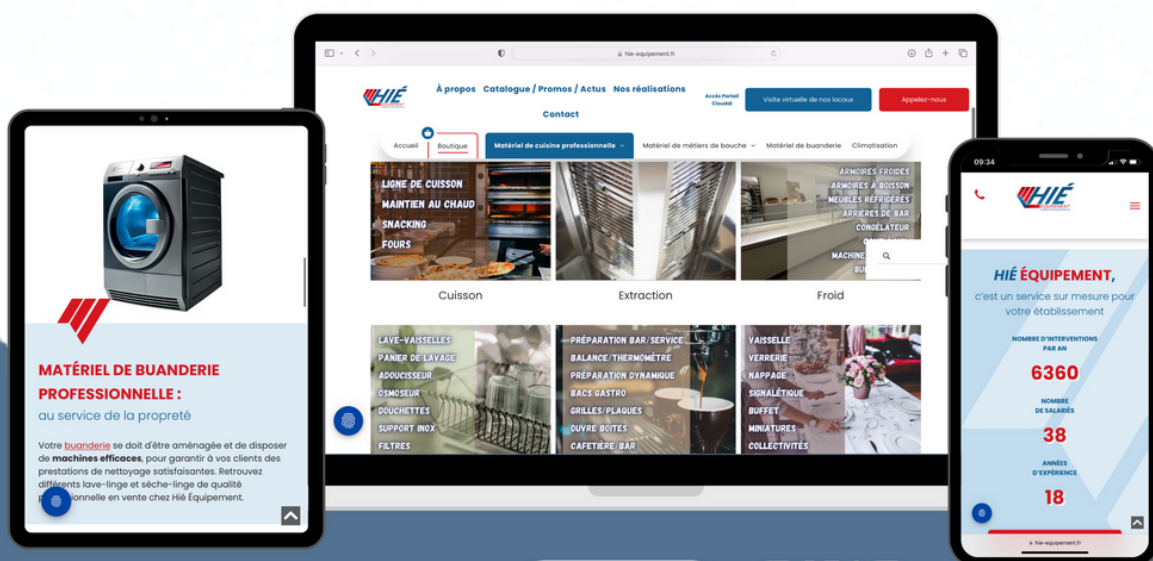 MATÉRIEL DE BUANDERIE
PROFESSIONNELLE :
au service de la propreté
Votre buanderie se doit d'être aménagée et de disposer
de machines efficaces, pour garantir à vos clients des
prestations de nettoyage satisfaisantes. Retrouvez
différents lave-linge et sèche-linge de qualité
professionnelle en vente chez Hié Équipement.
hie-equipement.fr
HIÉ
À propos Catalogue / Promos / Actus Nos réalisations
Contact
Accès Portail
Clouddi
Visite virtuelle de nos locaux
Appelez-nous
Accueil Boutique Matériel de cuisine professionnelle Matériel de métiers de bouche Matériel de buanderie Climatisation
LIGNE DE CUISSON
MAINTIEN AU CHAUD
SNACKING
FOURS
Cuisson
Extraction
ARMOIRES FROIDES
ARMOIRES À BOISSON
MEUBLES RÉFRIGÉRÉS
ARRIÈRES DE BAR
CONGÉLATEUR
MACHINE
Froid
LAVE-VAISSELLES
PANIER DE LAVAGE
ADOUCISSEUR
OSMOSEUR
DOUCHETTES
SUPPORT INOX
FILTRES
PRÉPARATION BAR/SERVICE
BALANCE/THERMOMÈTRE
PRÉPARATION DYNAMIQUE
BACS GASTRO
GRILLES/PLAQUES
OUVRE BOITES
CAFETIÈRE/BAR
VAISSELLE
VERRERIE
NAPPAGE
SIGNALÉTIQUE
BUFFET
MINIATURES
COLLECTIVITÉS
09:34
HIÉ
ÉQUIPEMENT
HIÉ ÉQUIPEMENT,
c'est un service sur mesure pour
votre établissement
NOMBRE D'INTERVENTIONS
PAR AN
6360
NOMBRE
DE SALARIÉS
38
ANNÉES
D'EXPÉRIENCE
18
hie-equipement.fr